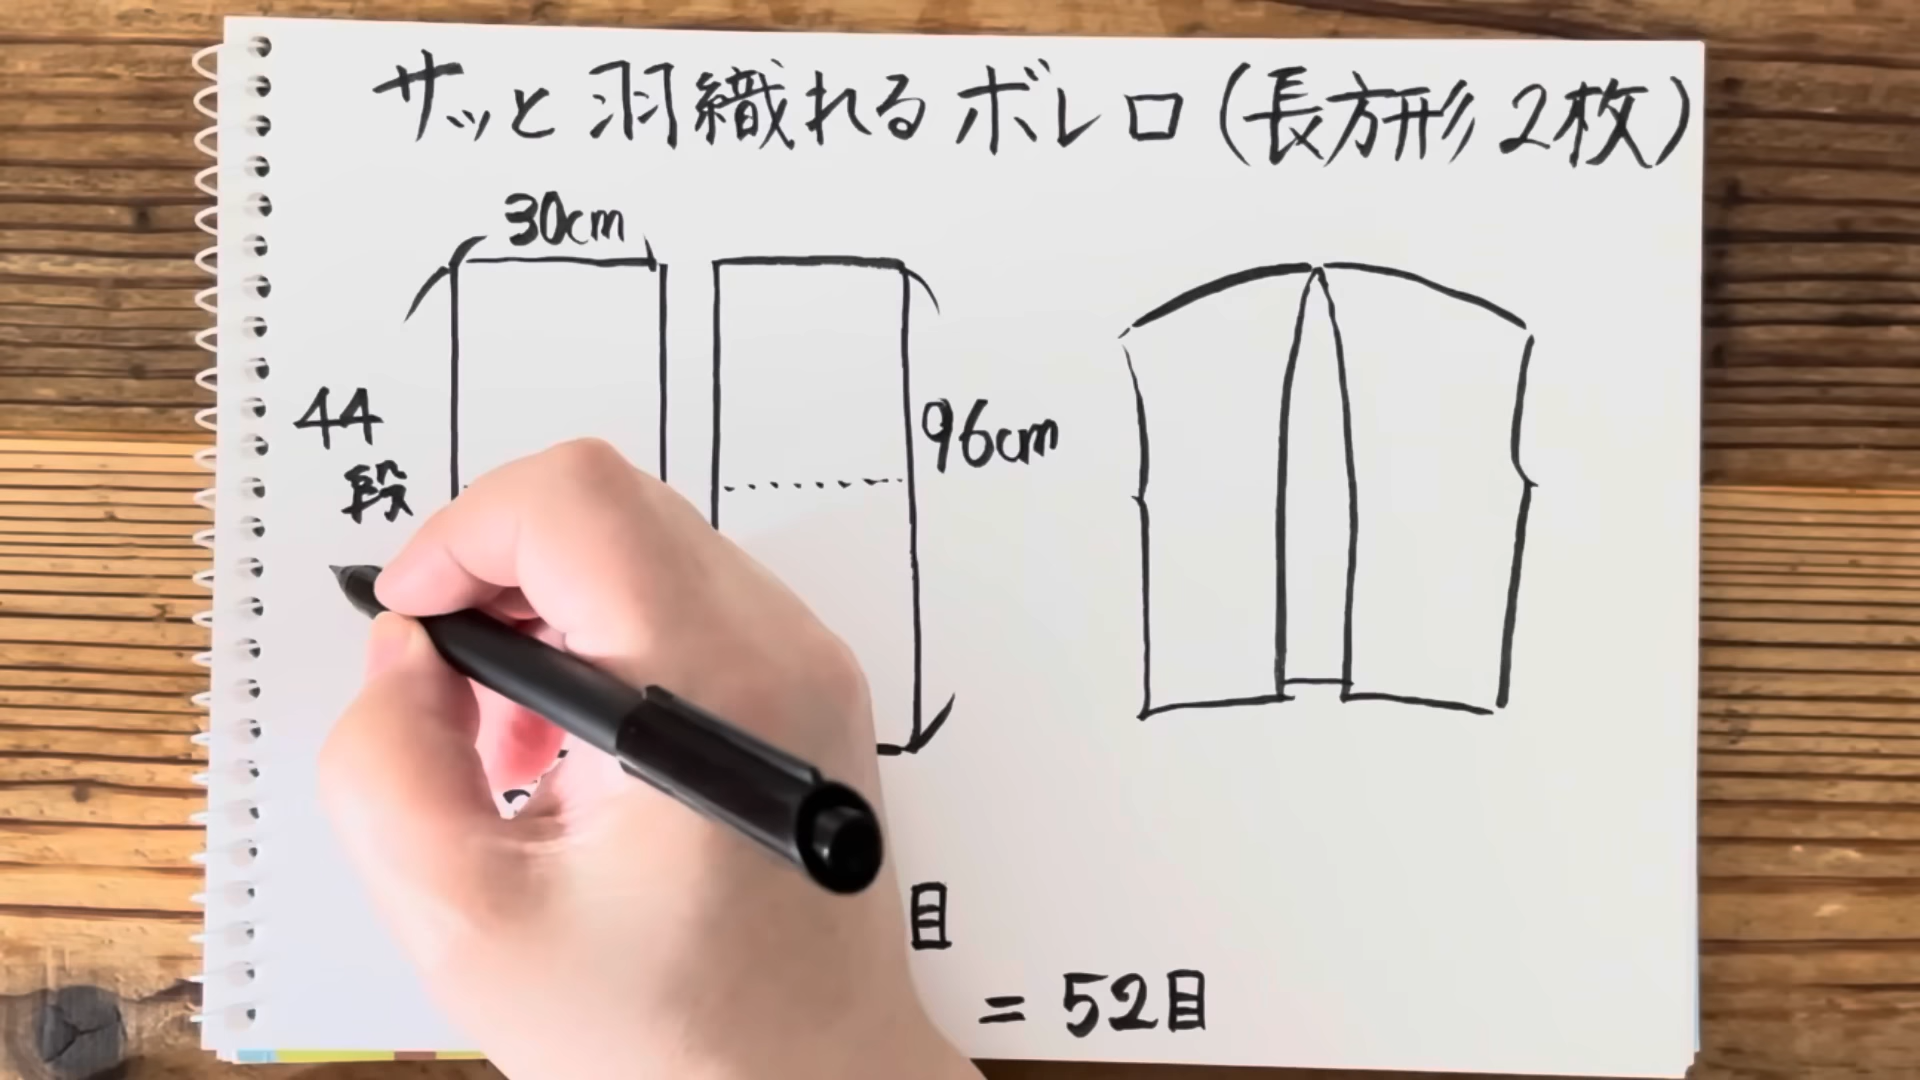 サッと羽織れるボレロ(長方形2枚)
30cm
44
段
96cm
目
= 52目